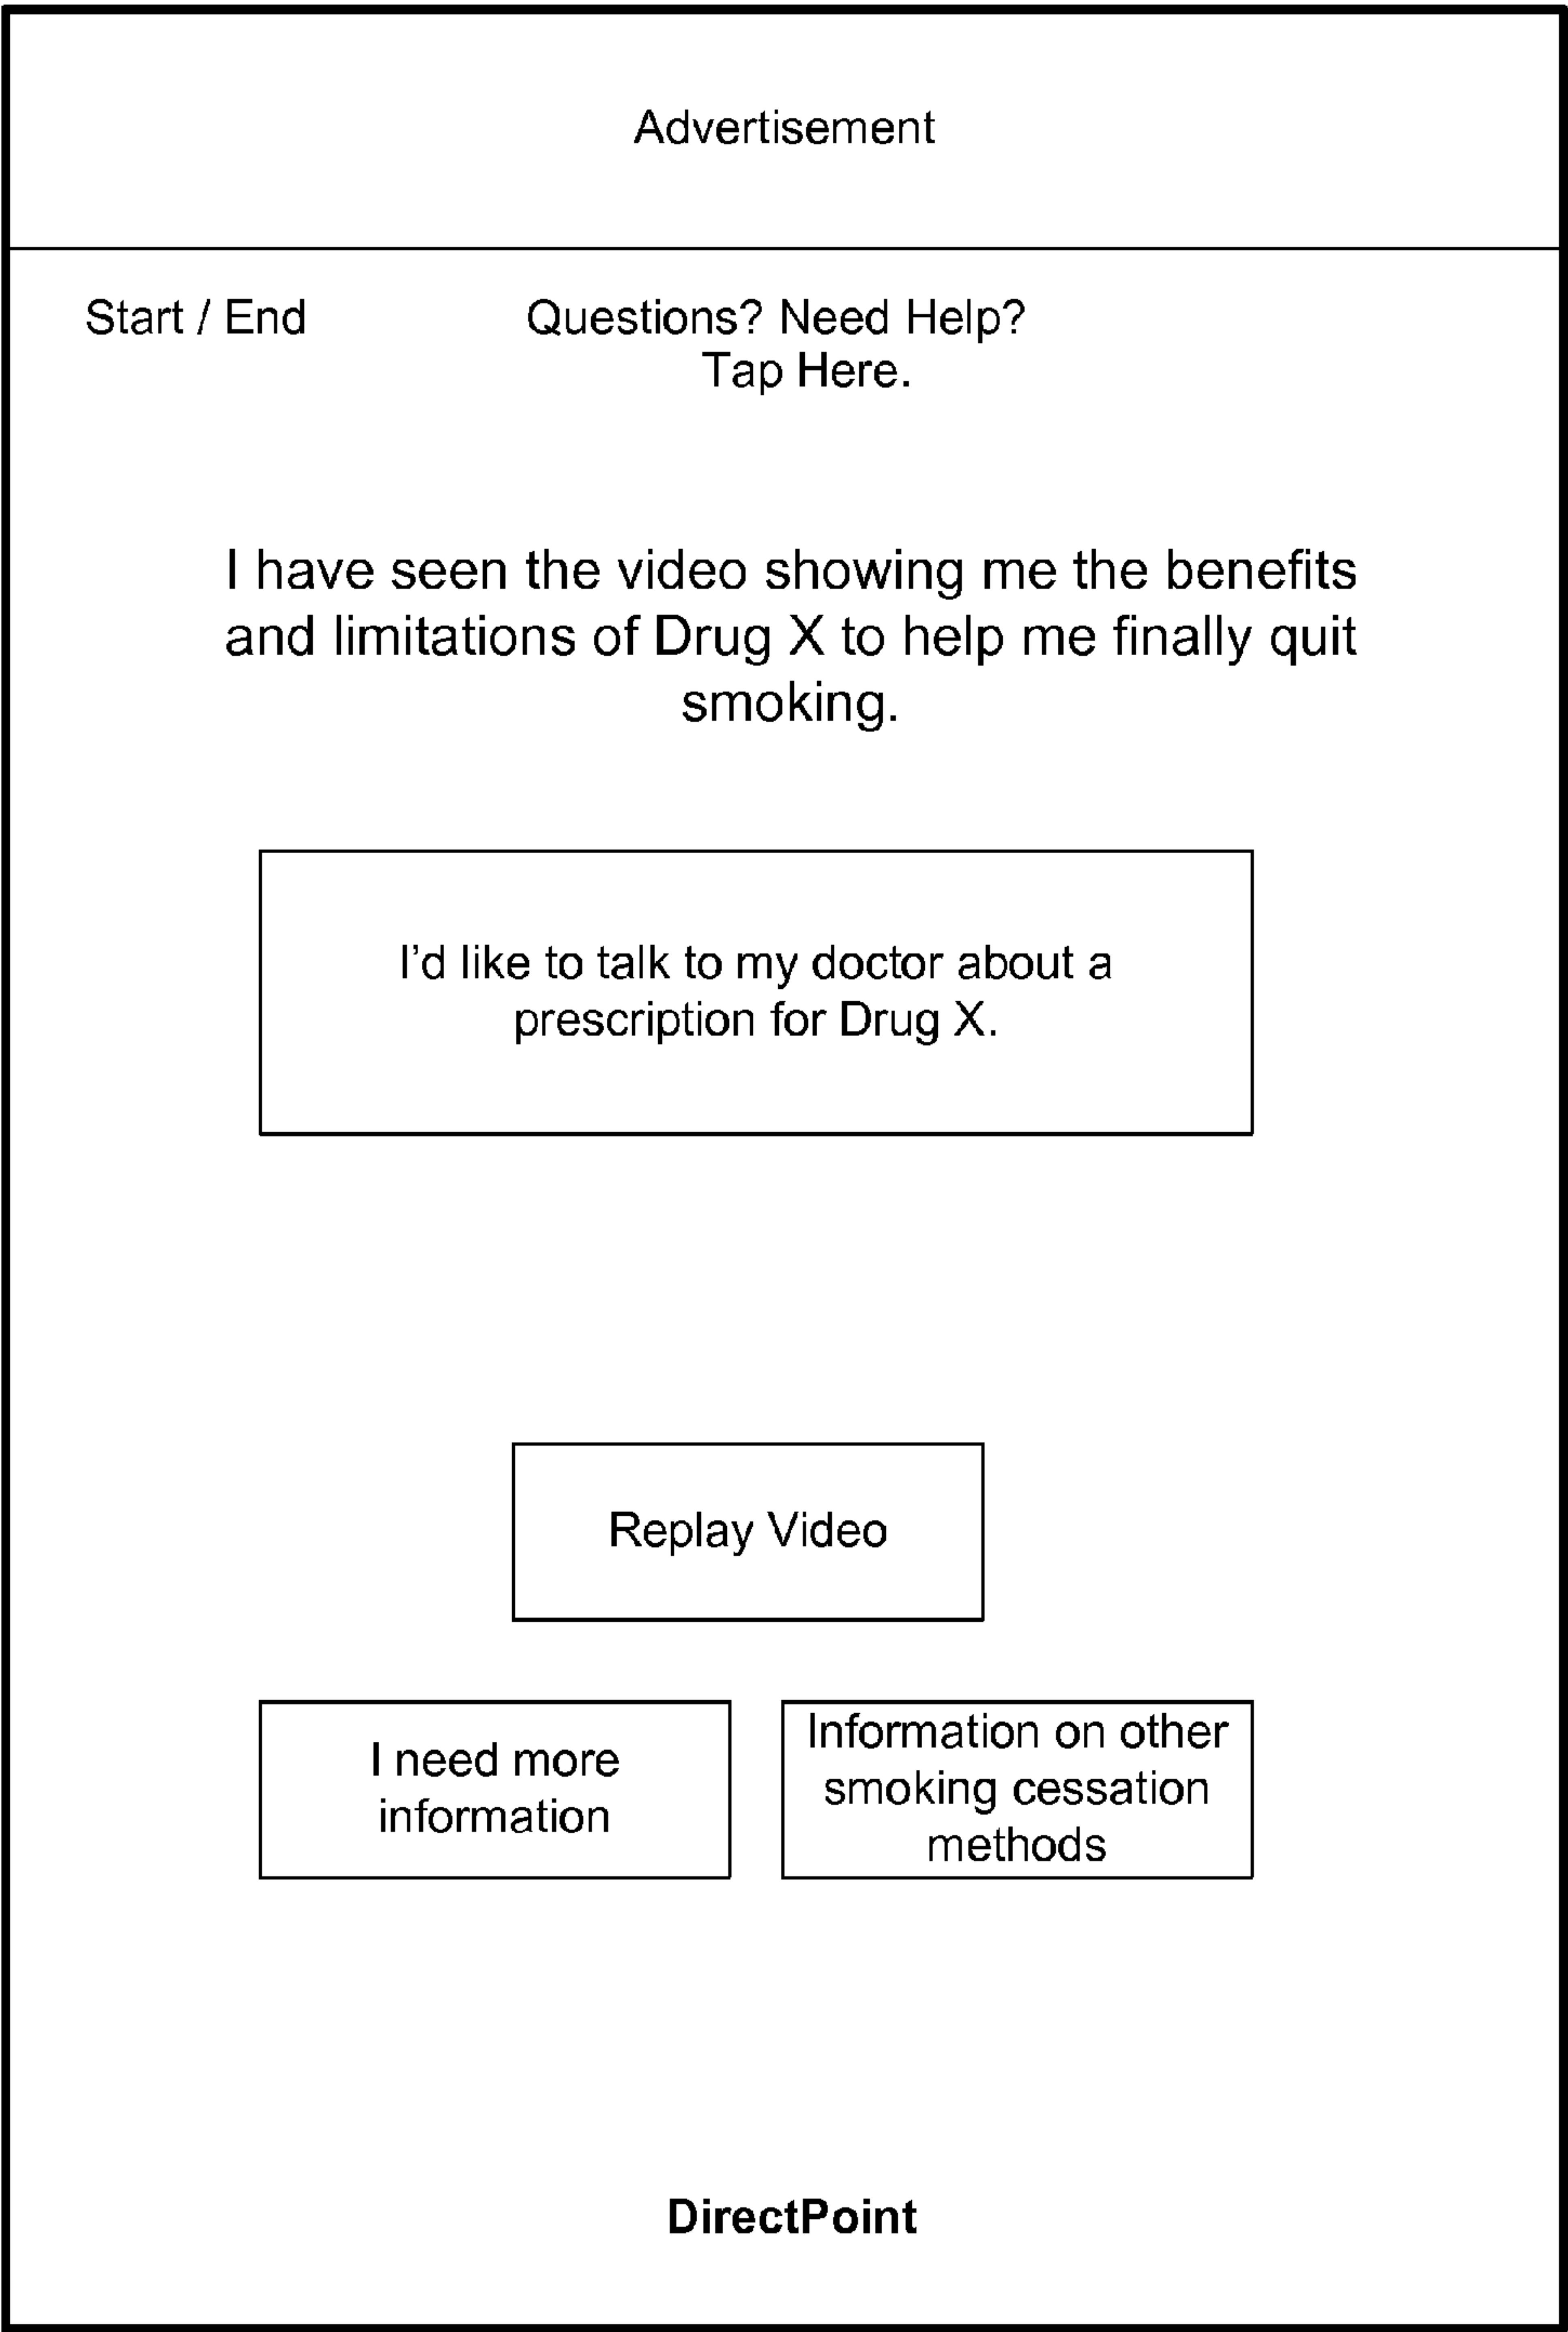 Advertisement
Start / End
Questions? Need Help?
Tap Here.
I have seen the video showing me the benefits
and limitations of Drug X to help me finally quit
smoking.
I'd like to talk to my doctor about a
prescription for Drug X.
Replay Video
I need more
information
Information on other
smoking cessation
methods
DirectPoint